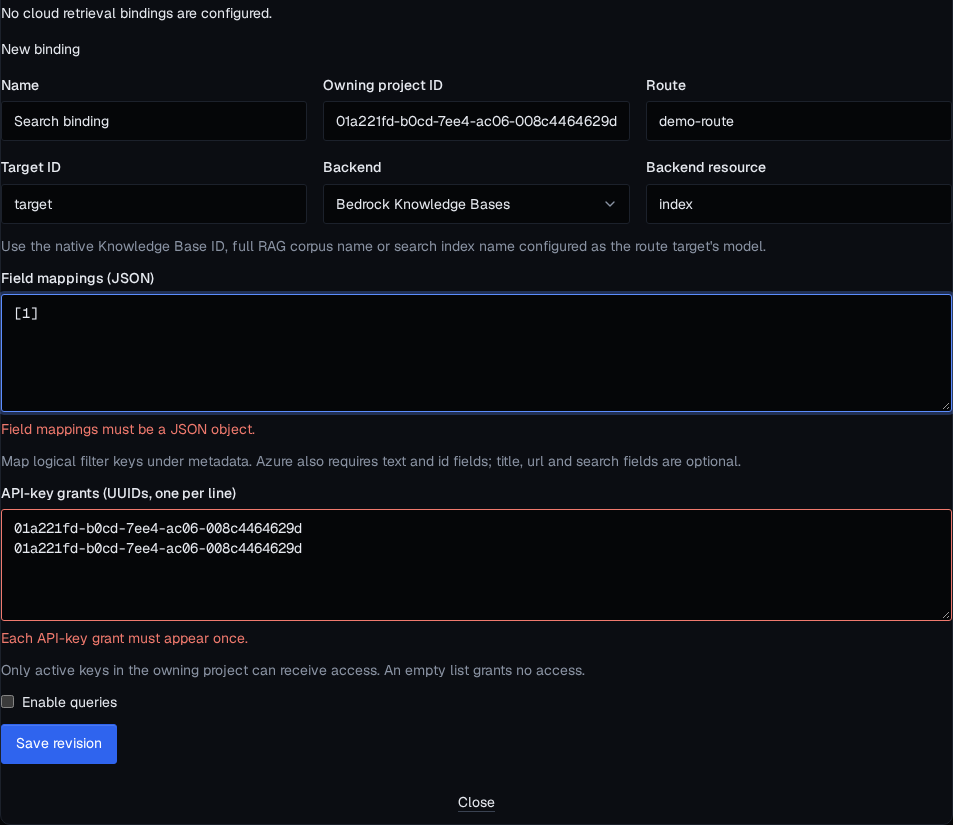 No cloud retrieval bindings are configured.
New binding
Name
Owning project ID
Route
Search binding
01a221fd-b0cd-7ee4-ac06-008c4464629d
demo-route
Target ID
Backend
Backend resource
target
Bedrock Knowledge Bases
index
Use the native Knowledge Base ID, full RAG corpus name or search index name configured as the route target's model.
Field mappings (JSON)
[1]
Field mappings must be a JSON object.
Map logical filter keys under metadata. Azure also requires text and id fields; title, url and search fields are optional.
API-key grants (UUIDs, one per line)
01a221fd-b0cd-7ee4-ac06-008c4464629d
01a221fd-b0cd-7ee4-ac06-008c4464629d
Each API-key grant must appear once.
Only active keys in the owning project can receive access. An empty list grants no access.
Enable queries
Save revision
Close